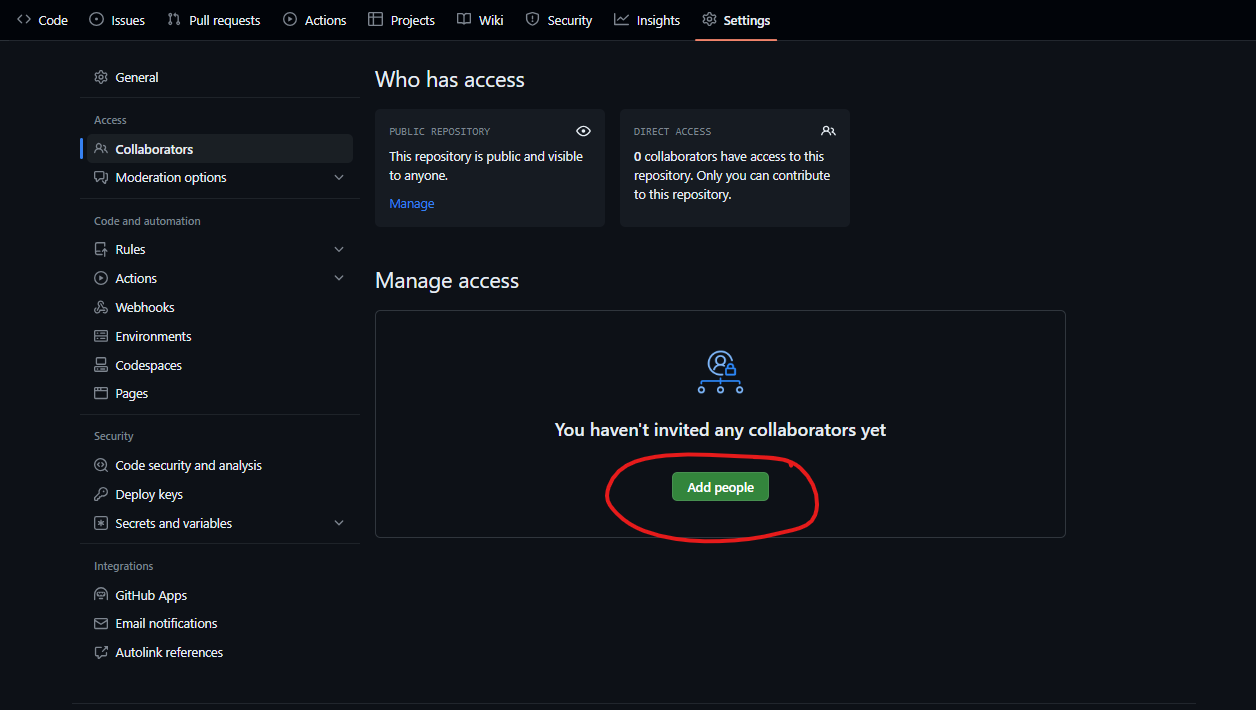 Code
Issues
Pull requests
Actions
Projects
Wiki
Security
Insights
Settings
General
Access
Collaborators
Moderation options
Code and automation
Rules
Actions
Webhooks
Environments
Codespaces
Pages
Security
Code security and analysis
Deploy keys
Secrets and variables
Integrations
GitHub Apps
Email notifications
Autolink references
Who has access
PUBLIC REPOSITORY
This repository is public and visible
to anyone.
Manage
DIRECT ACCESS
0 collaborators have access to this
repository. Only you can contribute
to this repository.
Manage access
You haven't invited any collaborators yet
Add people